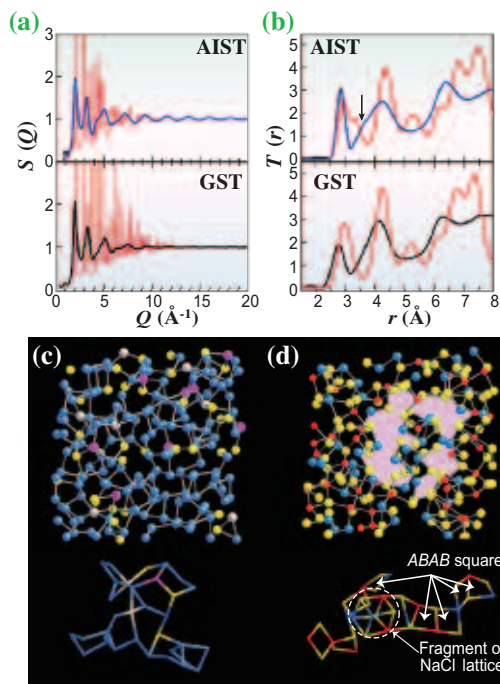 (a)
AIST
S (Q)
3
2
1
0
GST
2
1
0
0 5 10 15 20
Q (Å-1)
(b)
AIST
T (r)
5
4
3
2
1
0
GST
5
4
3
2
1
0
2 3 4 5 6 7 8
r (Å)
(c)
(d)
ABAB square
Fragment o
NaCl lattice